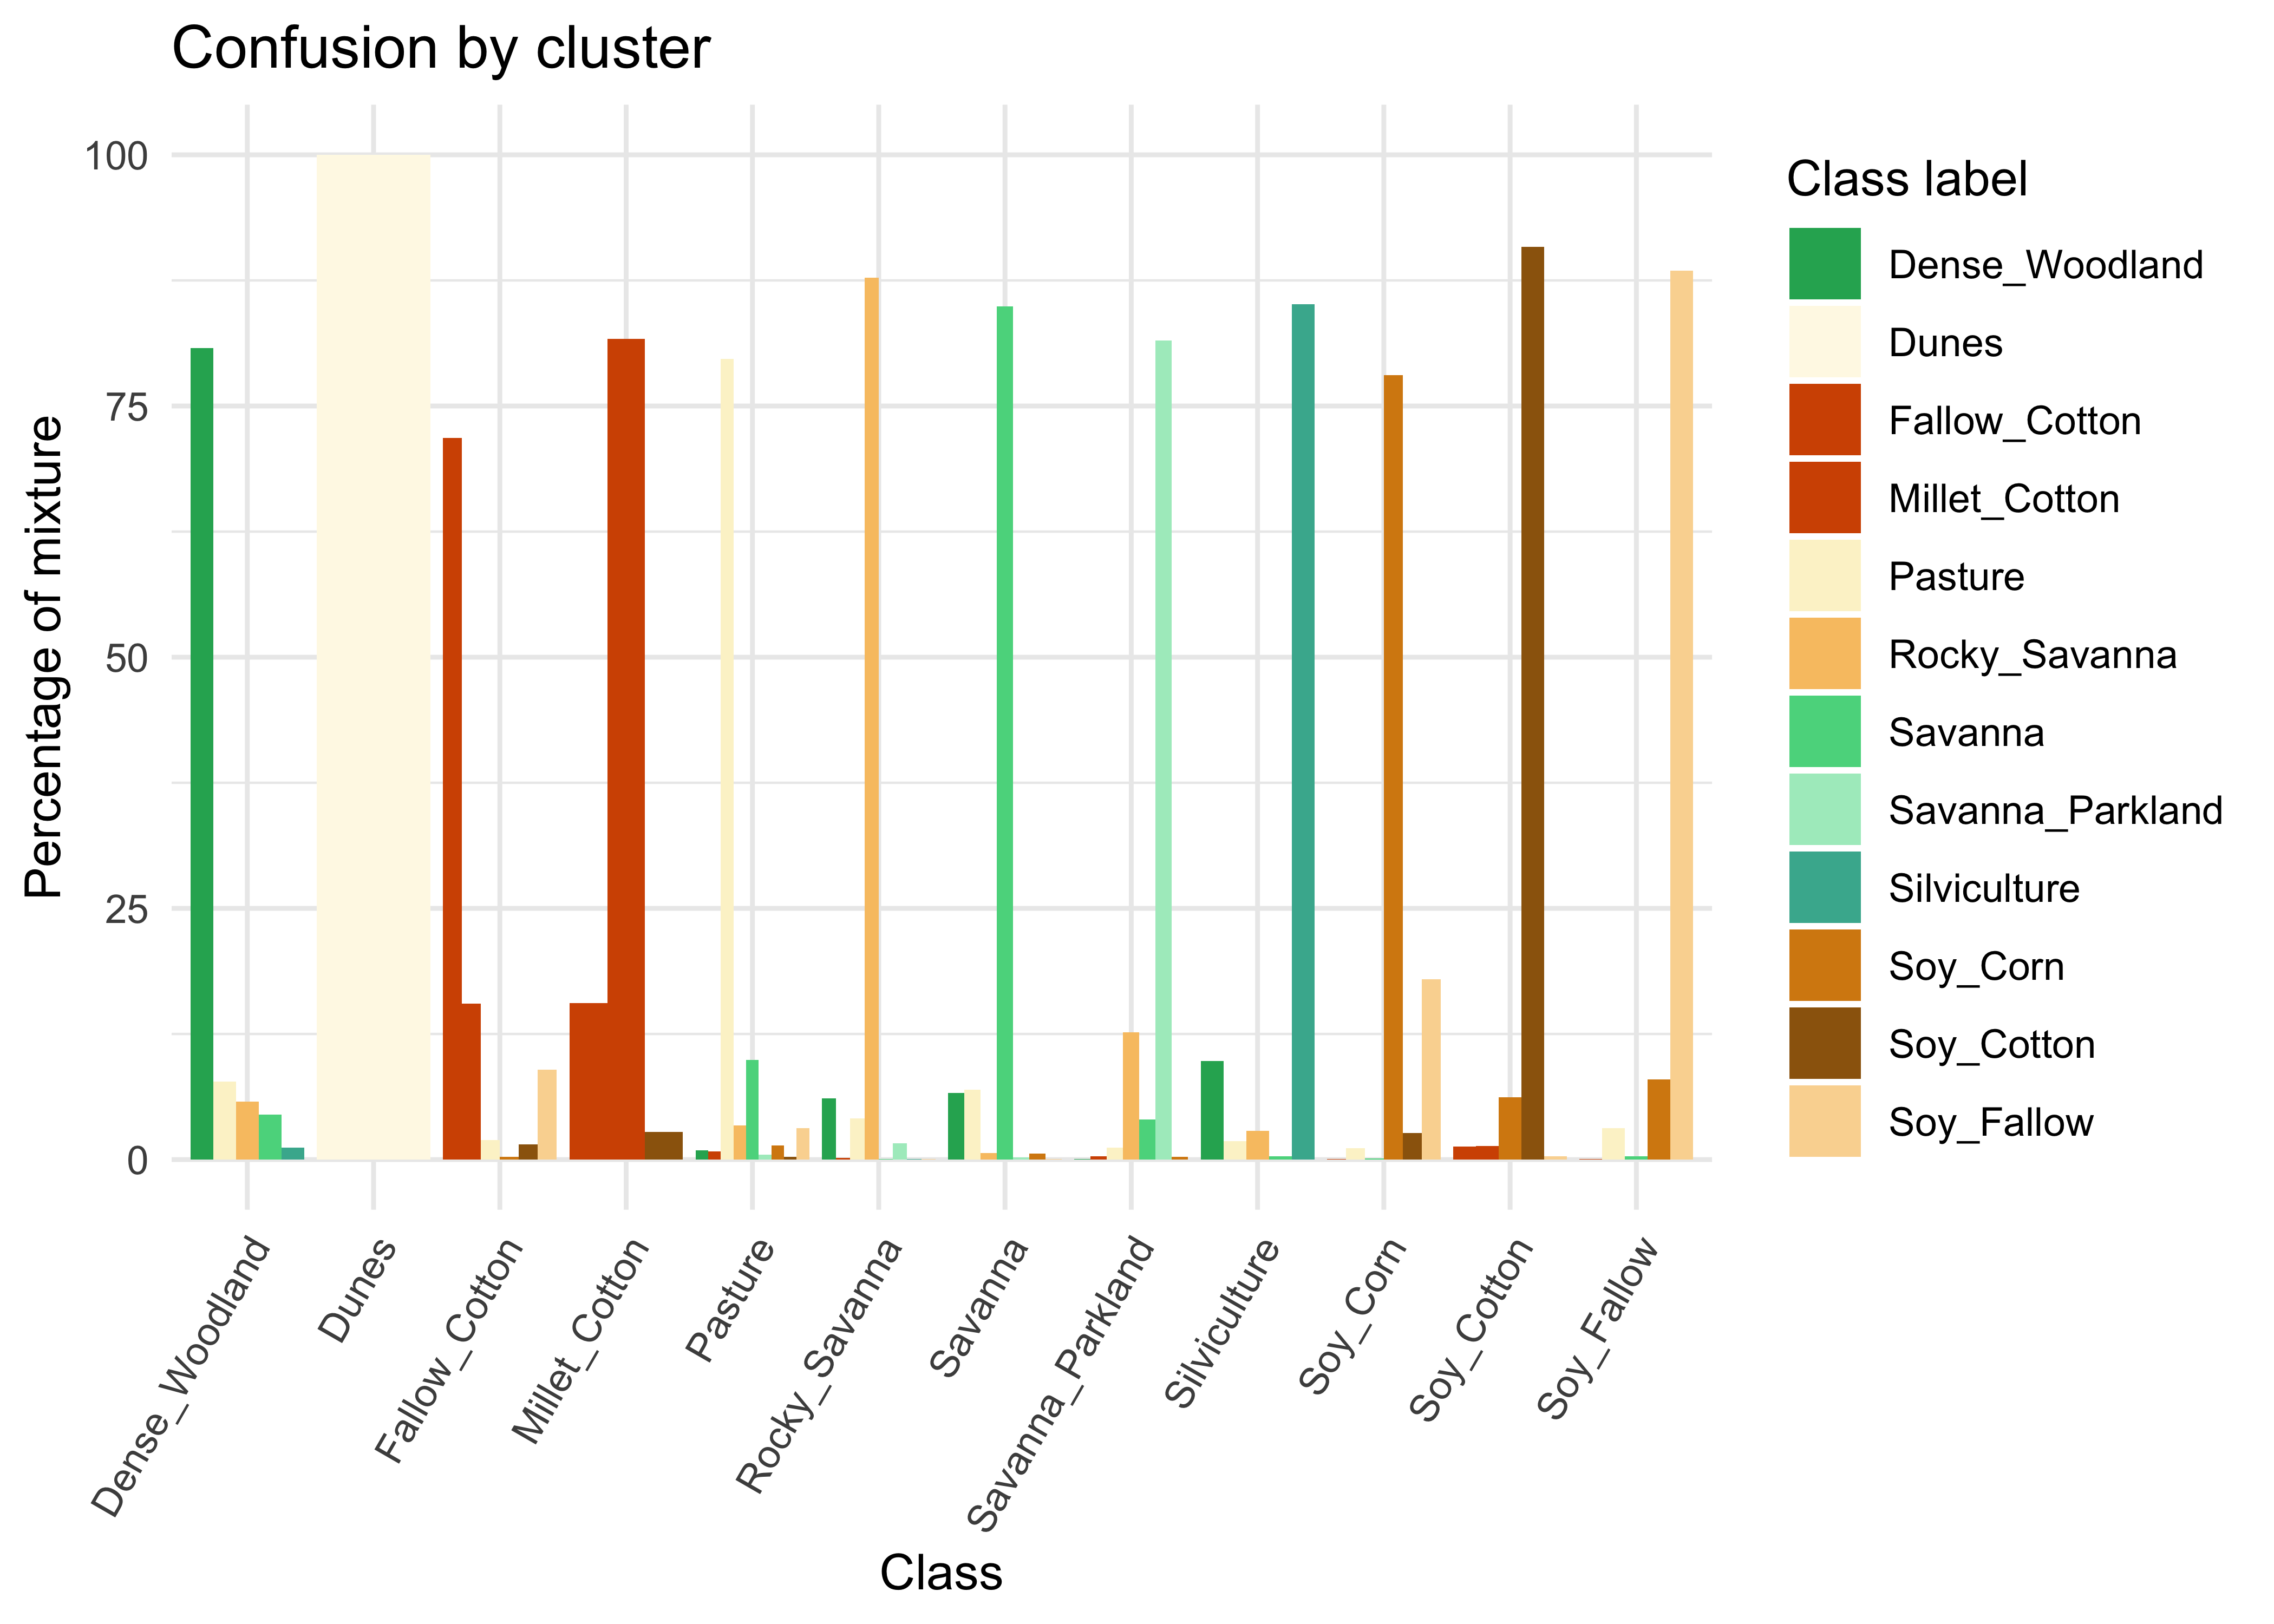 Confusion by cluster
Percentage of mixture
100
75
50
25
0
Dense_Woodland
Dunes
Fallow_Cotton
Millet_Cotton
Pasture
Rocky_Savanna
Savanna
Savanna_Parkland
Silviculture
Soy_Corn
Soy_Cotton
Soy_Fallow
Class
Class label
Dense_Woodland
Dunes
Fallow_Cotton
Millet_Cotton
Pasture
Rocky_Savanna
Savanna
Savanna_Parkland
Silviculture
Soy_Corn
Soy_Cotton
Soy_Fallow